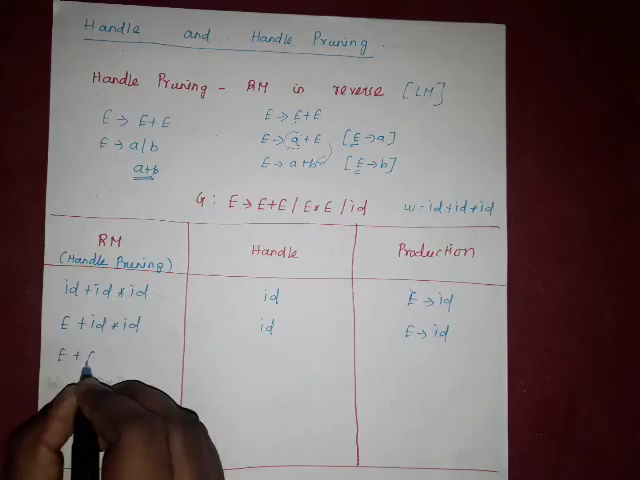 Handle and Handle Pruning ...
Handle Pruning - RM in reverse [LM]
E → E+E E → E+E
E → a/b E → a + E [E→a]
a+b E → a+b [E→b]
G: E → E+E / E*E / id w=id+id*id
RM Handle Production
(Handle Pruning)
id+id*id id E→id
E+id*id id E→id
E+